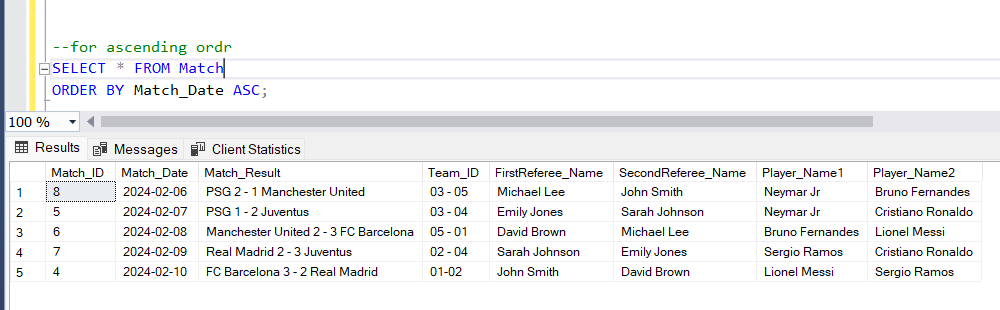 --for ascending ordr
SELECT * FROM Match
ORDER BY Match_Date ASC;
100 %
Results Messages Client Statistics
Match_ID Match_Date Match_Result Team_ID FirstReferee_Name SecondReferee_Name Player_Name1 Player_Name2
1 8 2024-02-06 PSG 2 - 1 Manchester United 03 - 05 Michael Lee John Smith Neymar Jr Bruno Fernandes
2 5 2024-02-07 PSG 1 - 2 Juventus 03 - 04 Emily Jones Sarah Johnson Neymar Jr Cristiano Ronaldo
3 6 2024-02-08 Manchester United 2 - 3 FC Barcelona 05 - 01 David Brown Michael Lee Bruno Fernandes Lionel Messi
4 7 2024-02-09 Real Madrid 2 - 3 Juventus 02 - 04 Sarah Johnson Emily Jones Sergio Ramos Cristiano Ronaldo
5 4 2024-02-10 FC Barcelona 3 - 2 Real Madrid 01-02 John Smith David Brown Lionel Messi Sergio Ramos